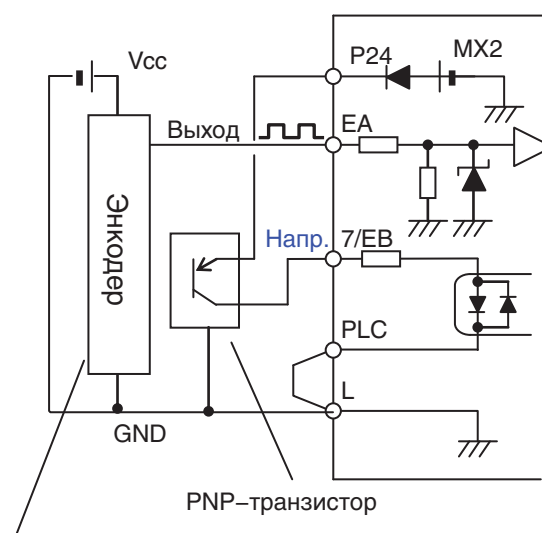 Vcc
P24
MX2
Выход
EA
Энкодер
Напр.
7/EB
PLC
L
GND
PNP–транзистор